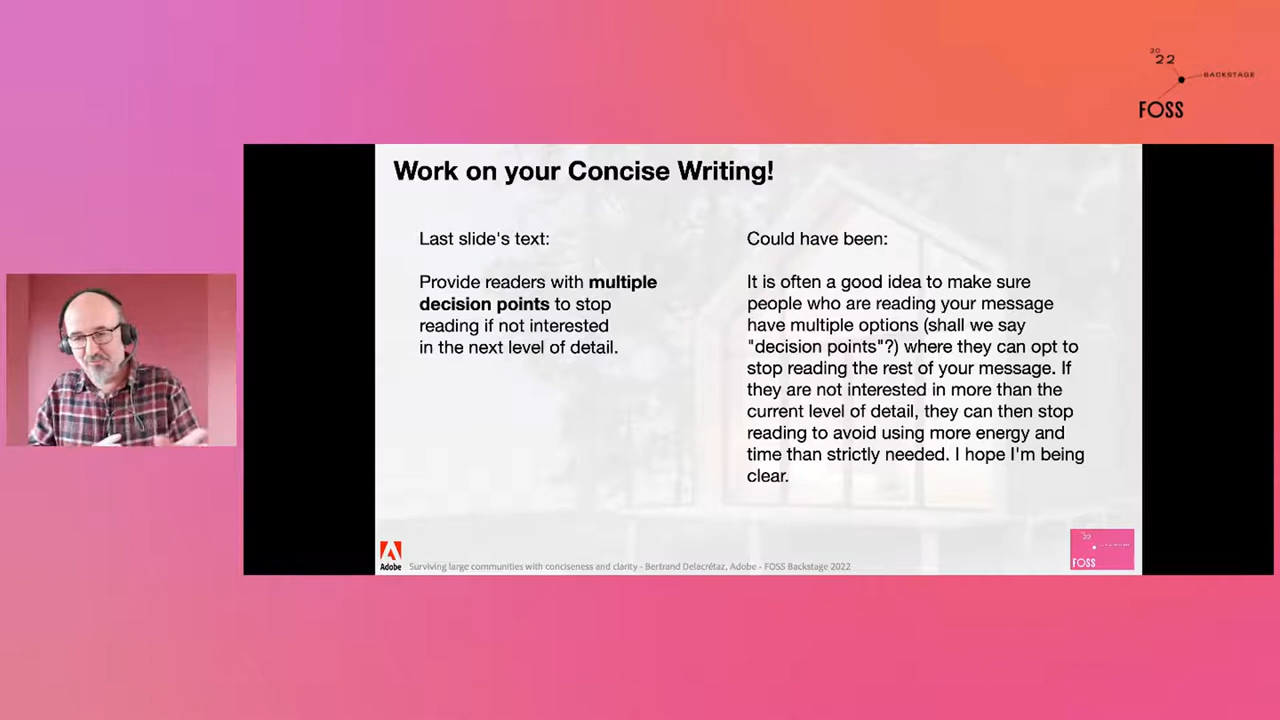 20
22
BACKSTAGE
FOSS
Work on your Concise Writing!
Last slide's text:
Provide readers with multiple
decision points to stop
reading if not interested
in the next level of detail.
Could have been:
It is often a good idea to make sure
people who are reading your message
have multiple options (shall we say
"decision points"?) where they can opt to
stop reading the rest of your message. If
they are not interested in more than the
current level of detail, they can then stop
reading to avoid using more energy and
time than strictly needed. I hope I'm being
clear.
Adobe
Surviving large communities with conciseness and clarity - Bertrand Delacrétaz, Adobe - FOSS Backstage 2022
22
FOSS